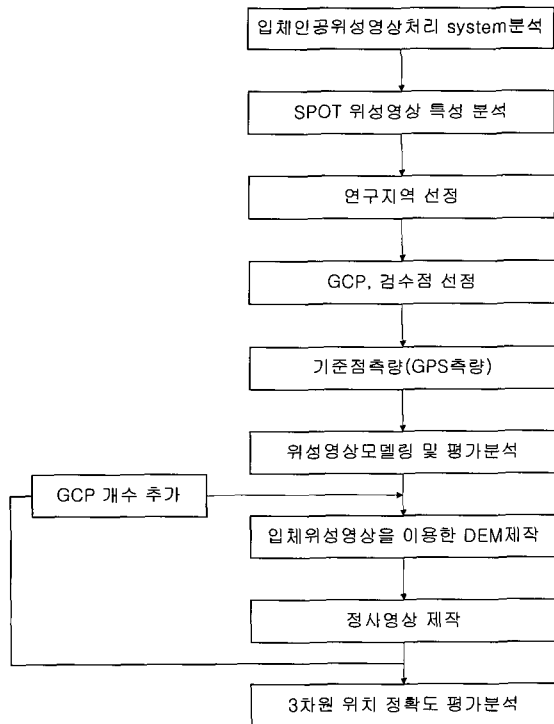 입체인공위성영상처리 system분석
SPOT 위성영상 특성 분석
연구지역 선정
GCP, 검수점 선정
기준점측량(GPS측량)
위성영상모델링 및 평가분석
GCP 개수 추가
입체위성영상을 이용한 DEM제작
정사영상 제작
3차원 위치 정확도 평가분석